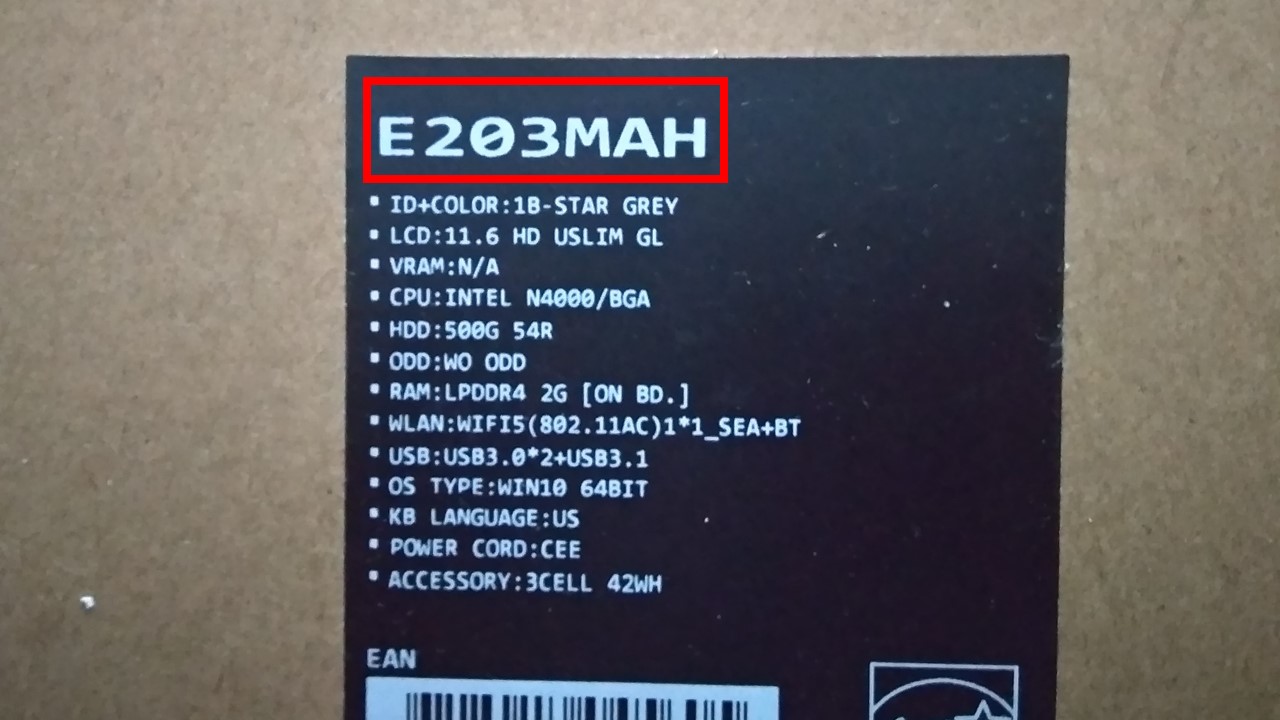 E203MAH
▪ ID+COLOR:1B-STAR GREY
▪ LCD:11.6 HD USLIM GL
▪ VRAM:N/A
▪ CPU:INTEL N4000/BGA
▪ HDD:500G 54R
▪ ODD:WO ODD
▪ RAM:LPDDR4 2G [ON BD.]
▪ WLAN:WIFI5(802.11AC)1*1_SEA+BT
▪ USB:USB3.0*2+USB3.1
▪ OS TYPE:WIN10 64BIT
▪ KB LANGUAGE:US
▪ POWER CORD:CEE
▪ ACCESSORY:3CELL 42WH
EAN